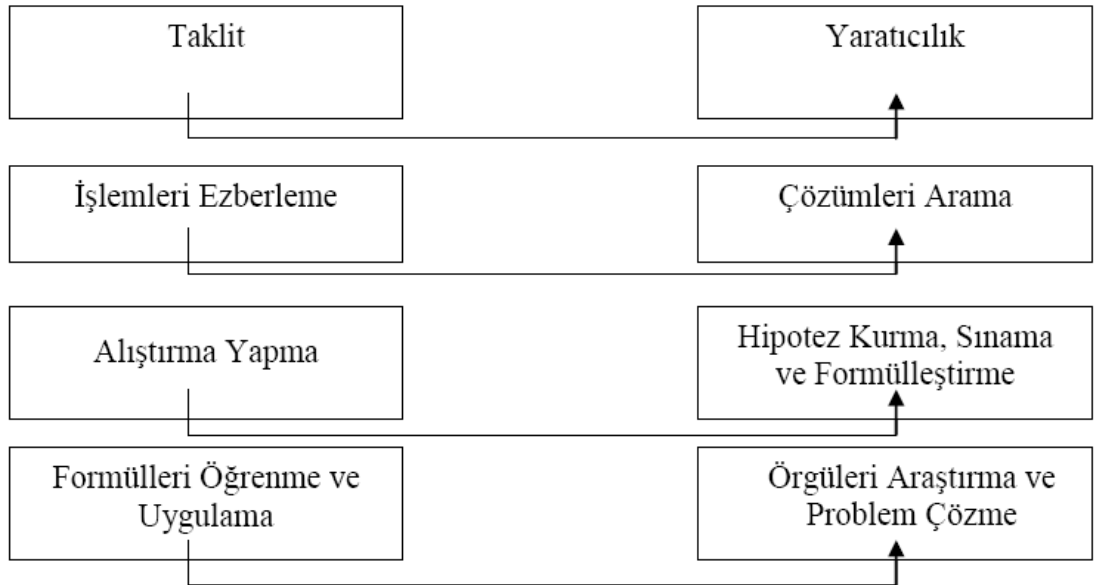 Taklit
Yaratıcılık
İşlemleri Ezberleme
Çözümleri Arama
Alıştırma Yapma
Hipotez Kurma, Sınama
ve Formülleştirme
Formülleri Öğrenme ve
Uygulama
Örgüleri Araştırma ve
Problem Çözme